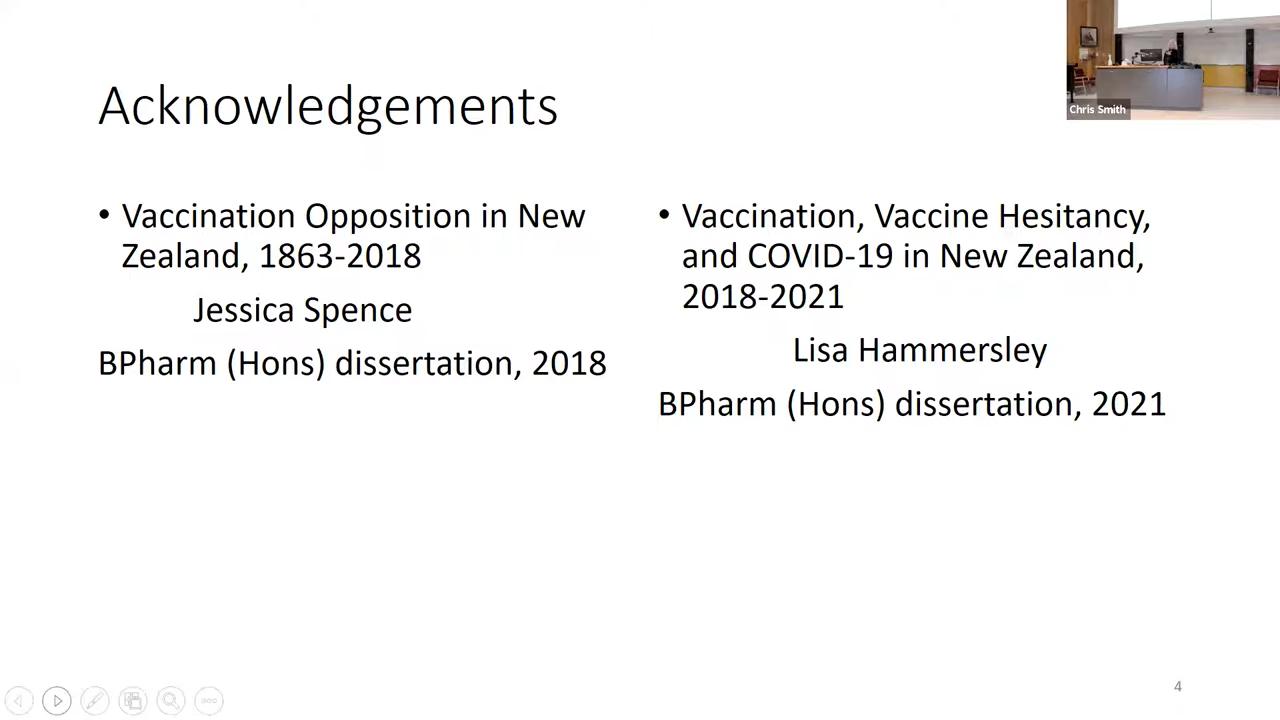 Acknowledgements
Chris Smith
• Vaccination Opposition in New
Zealand, 1863-2018
Jessica Spence
BPharm (Hons) dissertation, 2018
• Vaccination, Vaccine Hesitancy,
and COVID-19 in New Zealand,
2018-2021
Lisa Hammersley
BPharm (Hons) dissertation, 2021
4